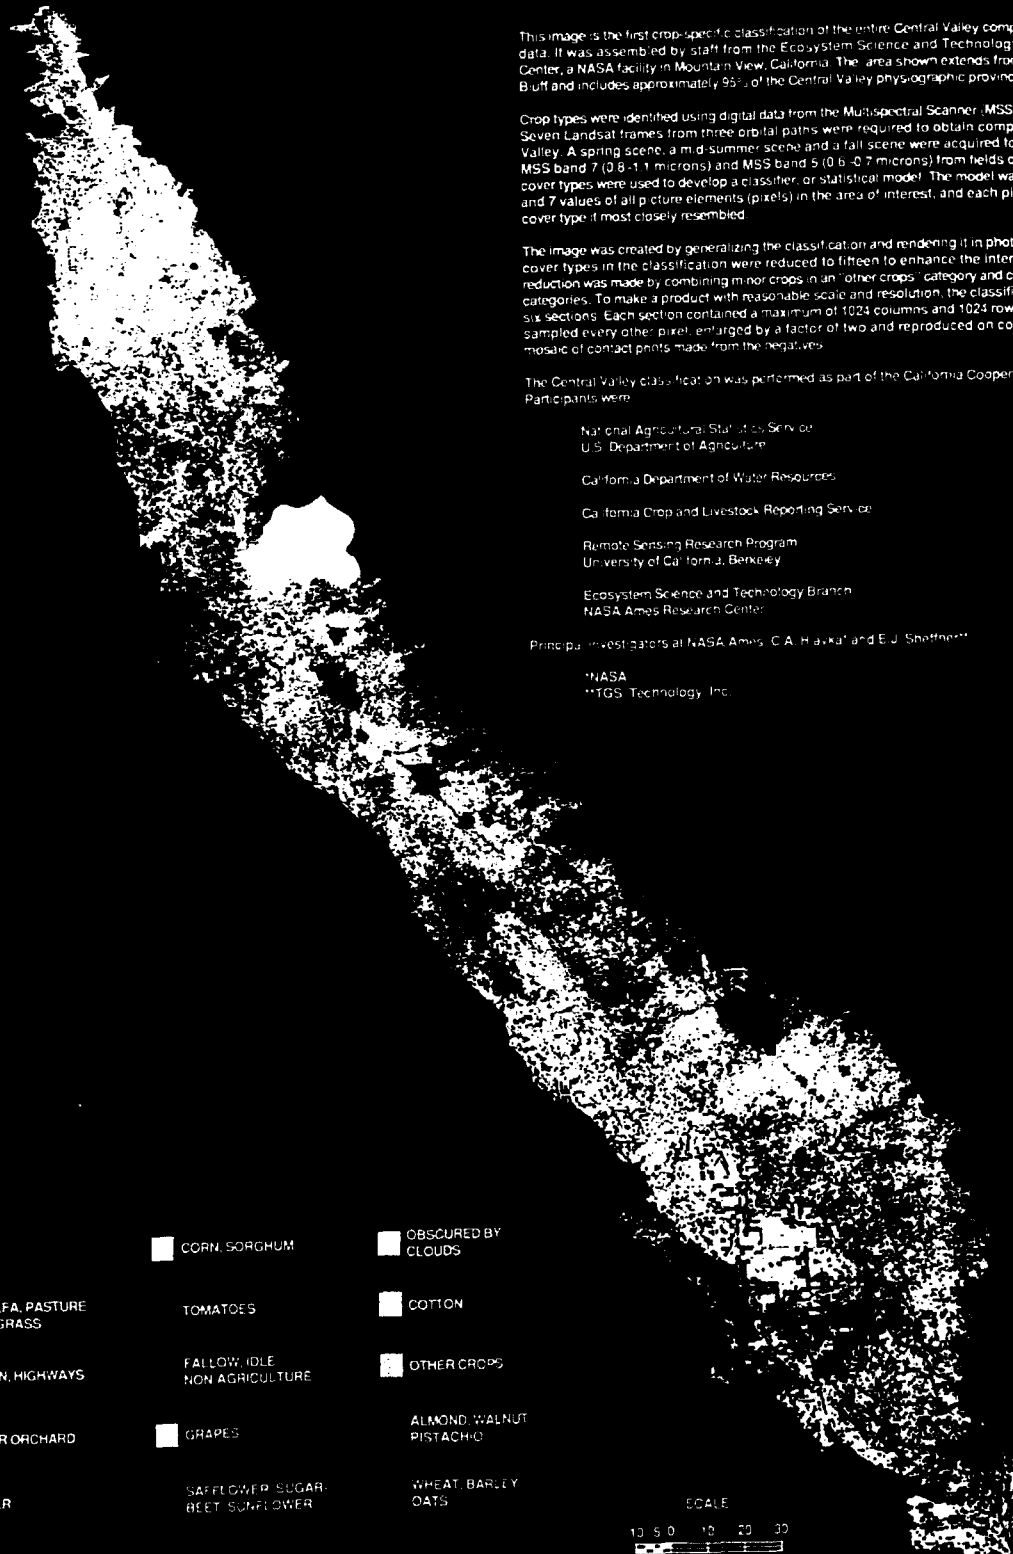 This image is the first crop-specific classification of the entire Central Valley comp
data. It was assembled by staff from the Ecosystem Science and Technolog
Center, a NASA facility in Mountain View, California. The area shown extends fro
Bluff and includes approximately 95% of the Central Valley physiographic provinc
Crop types were identified using digital data from the Multispectral Scanner (MSS
Seven Landsat frames from three orbital paths were required to obtain comp
Valley. A spring scene, a mid-summer scene and a fall scene were acquired fo
MSS band 7 (0.8-1.1 microns) and MSS band 5 (0.6-0.7 microns) from fields o
cover types were used to develop a classifier, or statistical model. The model wa
and 7 values of all picture elements (pixels) in the area of interest, and each pi
cover type it most closely resembled.
The image was created by generalizing the classification and rendering it in phot
cover types in the classification were reduced to fifteen to enhance the inter
reduction was made by combining minor crops in an "other crops" category and c
categories. To make a product with reasonable scale and resolution, the classifi
six sections. Each section contained a maximum of 1024 columns and 1024 row
sampled every other pixel, enlarged by a factor of two and reproduced on co
mosaic of contact prints made from the negatives.
The Central Valley classification was performed as part of the California Cooper
Participants were
National Agricultural Statistics Service
U.S. Department of Agriculture
California Department of Water Resources
California Crop and Livestock Reporting Service
Remote Sensing Research Program
University of California, Berkeley
Ecosystem Science and Technology Branch
NASA Ames Research Center
Principal investigators at NASA Ames: C.A. Hlavka* and E.J. Sheffner**
*NASA
**TGS Technology, Inc.
CORN, SORGHUM
OBSCURED BY
CLOUDS
FA, PASTURE
GRASS
TOMATOES
COTTON
N, HIGHWAYS
FALLOW, IDLE
NON AGRICULTURE
OTHER CROPS
R ORCHARD
GRAPES
ALMOND, WALNUT
PISTACHIO
R
SAFFLOWER, SUGAR-
BEET, SUNFLOWER
WHEAT, BARLEY
OATS
SCALE
10 5 0 10 20 30